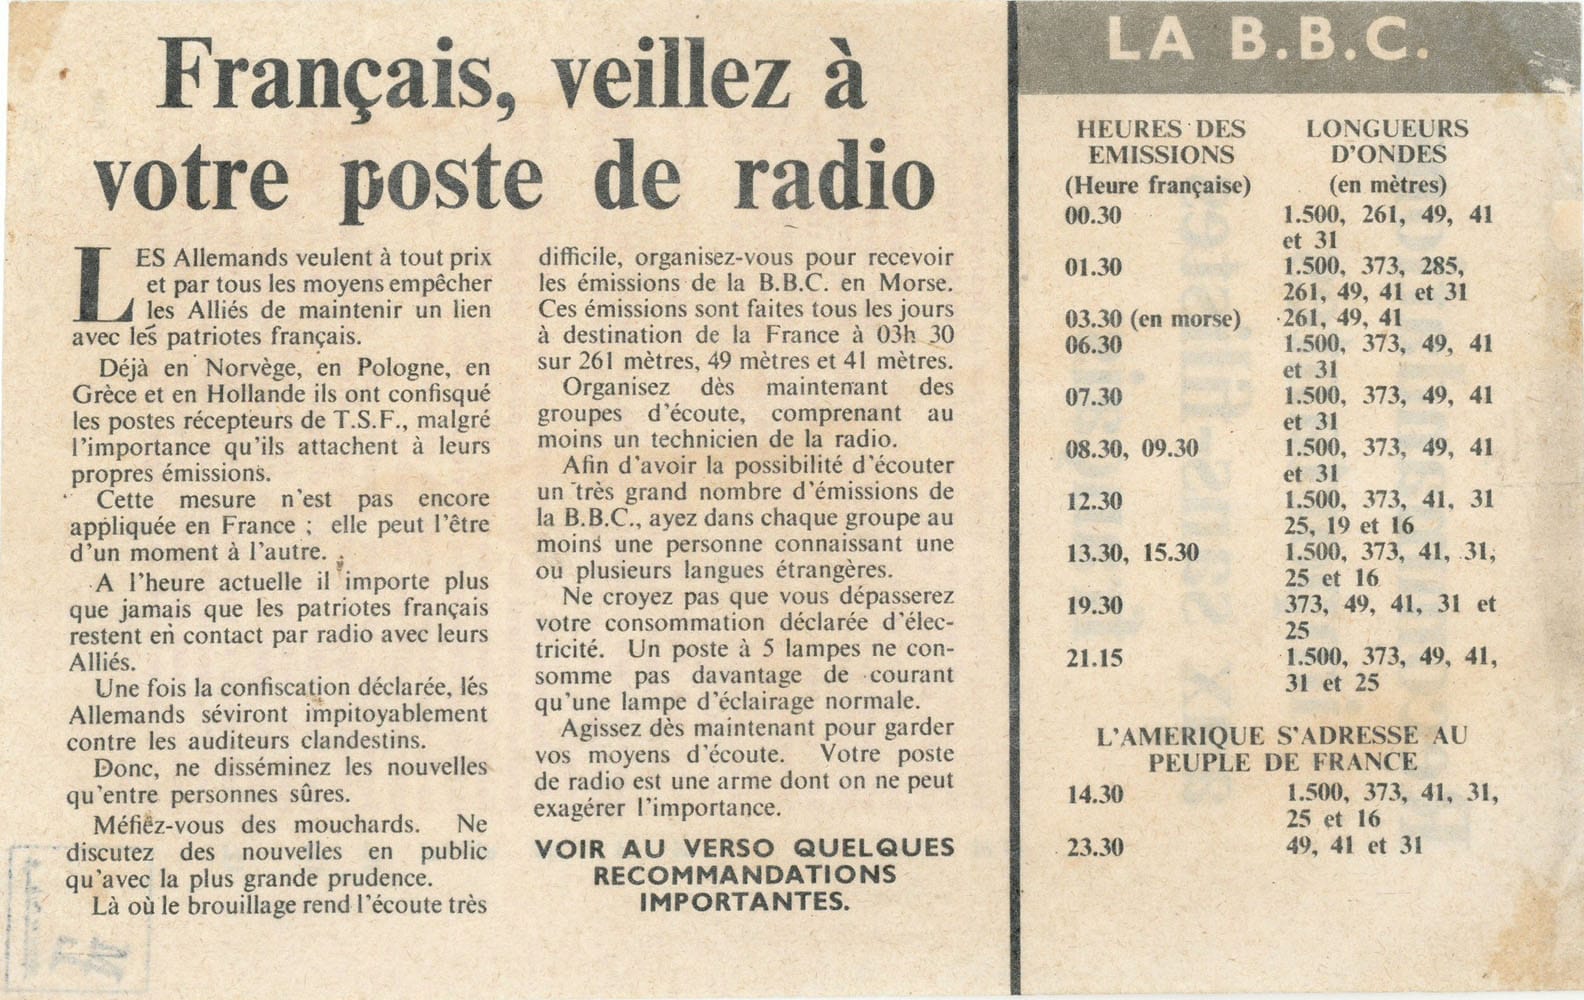 Français, veillez à
votre poste de radio
LES Allemands veulent à tout prix
et par tous les moyens empêcher
les Alliés de maintenir un lien
avec les patriotes français.
Déjà en Norvège, en Pologne, en
Grèce et en Hollande ils ont confisqué
les postes récepteurs de T.S.F., malgré
l'importance qu'ils attachent à leurs
propres émissions.
Cette mesure n'est pas encore
appliquée en France ; elle peut l'être
d'un moment à l'autre.
A l'heure actuelle il importe plus
que jamais que les patriotes français
restent en contact par radio avec leurs
Alliés.
Une fois la confiscation déclarée, les
Allemands séviront impitoyablement
contre les auditeurs clandestins.
Donc, ne disséminez les nouvelles
qu'entre personnes sûres.
Méfiez-vous des mouchards. Ne
discutez des nouvelles en public
qu'avec la plus grande prudence.
Là où le brouillage rend l'écoute très
difficile, organisez-vous pour recevoir
les émissions de la B.B.C. en Morse.
Ces émissions sont faites tous les jours
à destination de la France à 03h 30
sur 261 mètres, 49 mètres et 41 mètres.
Organisez dès maintenant des
groupes d'écoute, comprenant au
moins un technicien de la radio.
Afin d'avoir la possibilité d'écouter
un très grand nombre d'émissions de
la B.B.C., ayez dans chaque groupe au
moins une personne connaissant une
ou plusieurs langues étrangères.
Ne croyez pas que vous dépasserez
votre consommation déclarée d'élec-
tricité. Un poste à 5 lampes ne con-
somme pas davantage de courant
qu'une lampe d'éclairage normale.
Agissez dès maintenant pour garder
vos moyens d'écoute. Votre poste
de radio est une arme dont on ne peut
exagérer l'importance.
VOIR AU VERSO QUELQUES
RECOMMANDATIONS
IMPORTANTES.
LA B.B.C.
HEURES DES LONGUEURS
EMISSIONS D'ONDES
(Heure française) (en mètres)
00.30 1.500, 261, 49, 41
et 31
01.30 1.500, 373, 285,
261, 49, 41 et 31
03.30 (en morse) 261, 49, 41
06.30 1.500, 373, 49, 41
et 31
07.30 1.500, 373, 49, 41
et 31
08.30, 09.30 1.500, 373, 49, 41
et 31
12.30 1.500, 373, 41, 31
25, 19 et 16
13.30, 15.30 1.500, 373, 41, 31,
25 et 16
19.30 373, 49, 41, 31 et
25
21.15 1.500, 373, 49, 41,
31 et 25
L'AMERIQUE S'ADRESSE AU
PEUPLE DE FRANCE
14.30 1.500, 373, 41, 31,
25 et 16
23.30 49, 41 et 31